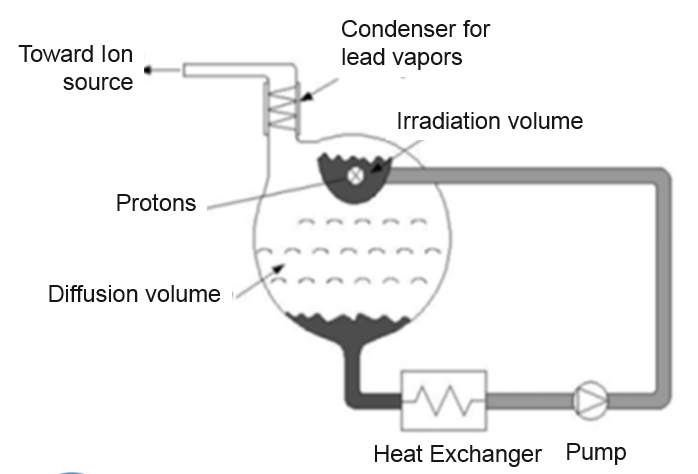 Condenser for
lead vapors
Toward Ion
source
Irradiation volume
Protons
Diffusion volume
Heat Exchanger
Pump